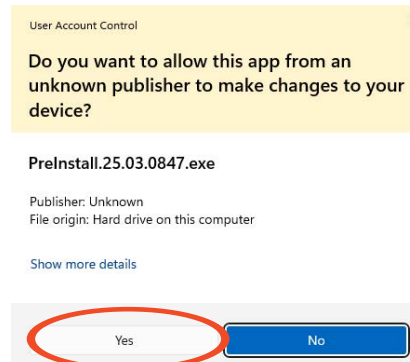 User Account Control
Do you want to allow this app from an
unknown publisher to make changes to your
device?
PreInstall.25.03.0847.exe
Publisher: Unknown
File origin: Hard drive on this computer
Show more details
Yes
No